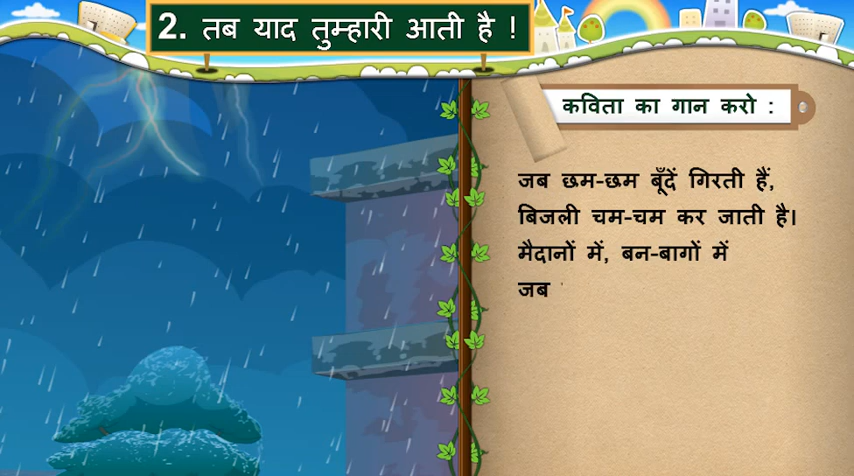 2. तब याद तुम्हारी आती है !
कविता का गान करो :
जब छम-छम बूँदें गिरती हैं,
बिजली चम-चम कर जाती है।
मैदानों में, बन-बागों में
जब